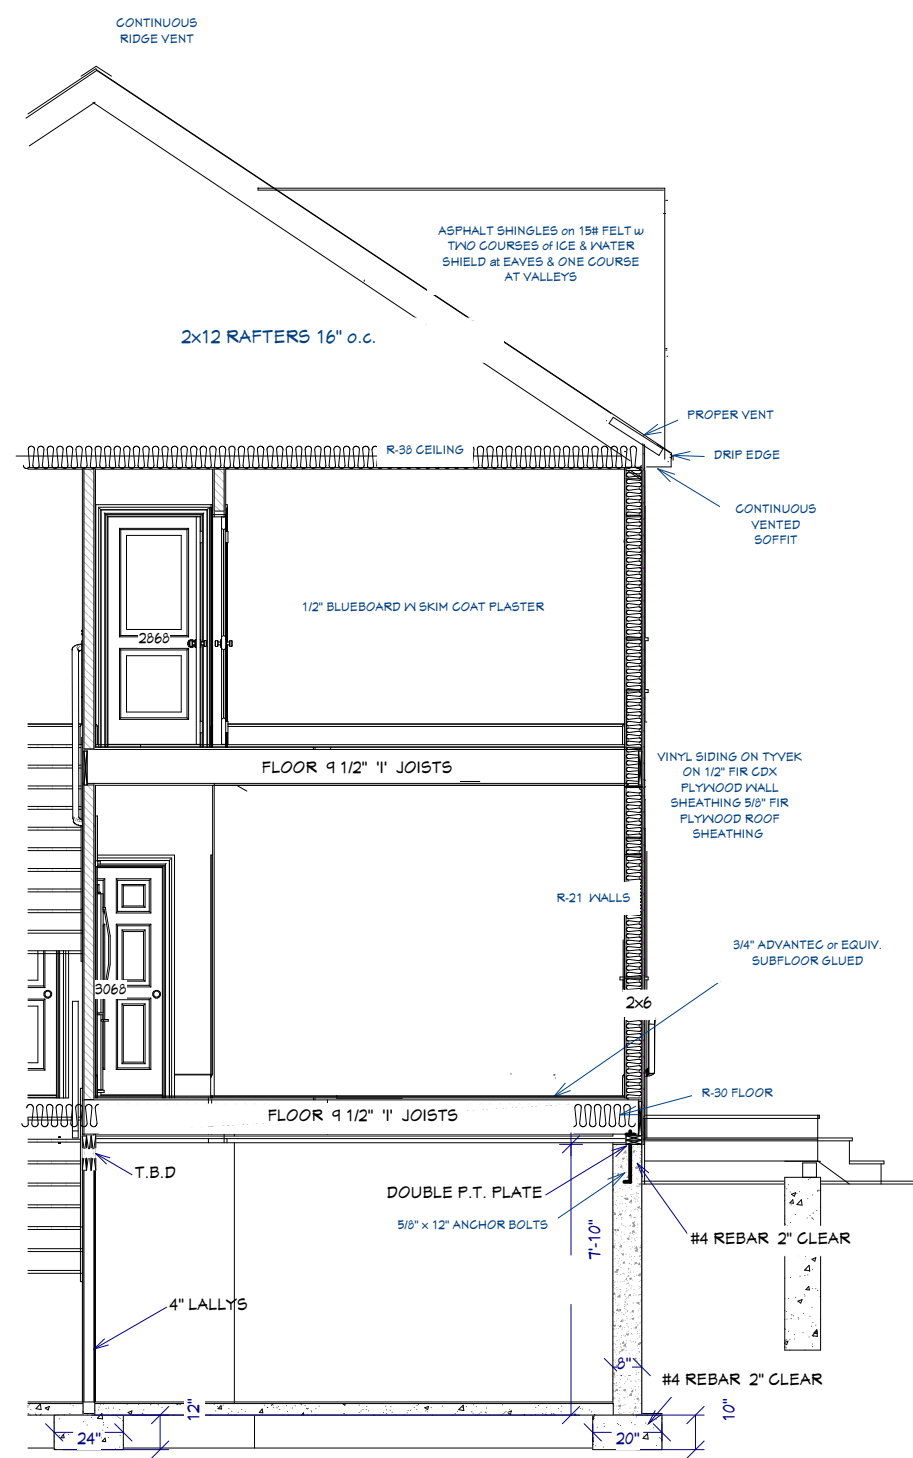 CONTINUOUS
RIDGE VENT
ASPHALT SHINGLES on 15# FELT w
TWO COURSES of ICE & WATER
SHIELD at EAVES & ONE COURSE
AT VALLEYS
2x12 RAFTERS 16" o.c.
PROPER VENT
R-38 CEILING
DRIP EDGE
CONTINUOUS
VENTED
SOFFIT
1/2" BLUEBOARD W SKIM COAT PLASTER
2868
FLOOR 9 1/2" 'I' JOISTS
VINYL SIDING ON TYVEK
ON 1/2" FIR CDX
PLYWOOD WALL
SHEATHING 5/8" FIR
PLYWOOD ROOF
SHEATHING
R-21 WALLS
3/4" ADVANTEC or EQUIV.
SUBFLOOR GLUED
3068
2x6
R-30 FLOOR
FLOOR 9 1/2" 'I' JOISTS
T.B.D
DOUBLE P.T. PLATE
5/8" x 12" ANCHOR BOLTS
7'-10"
#4 REBAR 2" CLEAR
4" LALLYS
8"
#4 REBAR 2" CLEAR
12"
10"
24"
20"